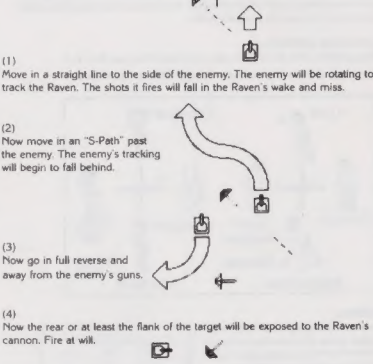 (1)
Move in a straight line to the side of the enemy. The enemy will be rotating to
track the Raven. The shots it fires will fall in the Raven's wake and miss.
(2)
Now move in an "S-Path" past
the enemy. The enemy's tracking
will begin to fall behind.
(3)
Now go in full reverse and
away from the enemy's guns.
(4)
Now the rear or at least the flank of the target will be exposed to the Raven's
cannon. Fire at will.